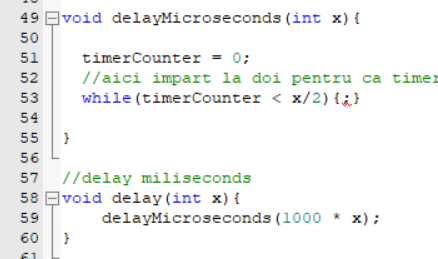 49 void delayMicroseconds(int x){
50
51 timerCounter = 0;
52 //aici impart la doi pentru ca timer
53 while(timerCounter < x/2){;}
54
55 }
56
57 //delay miliseconds
58 void delay(int x){
59 delayMicroseconds(1000 * x);
60 }